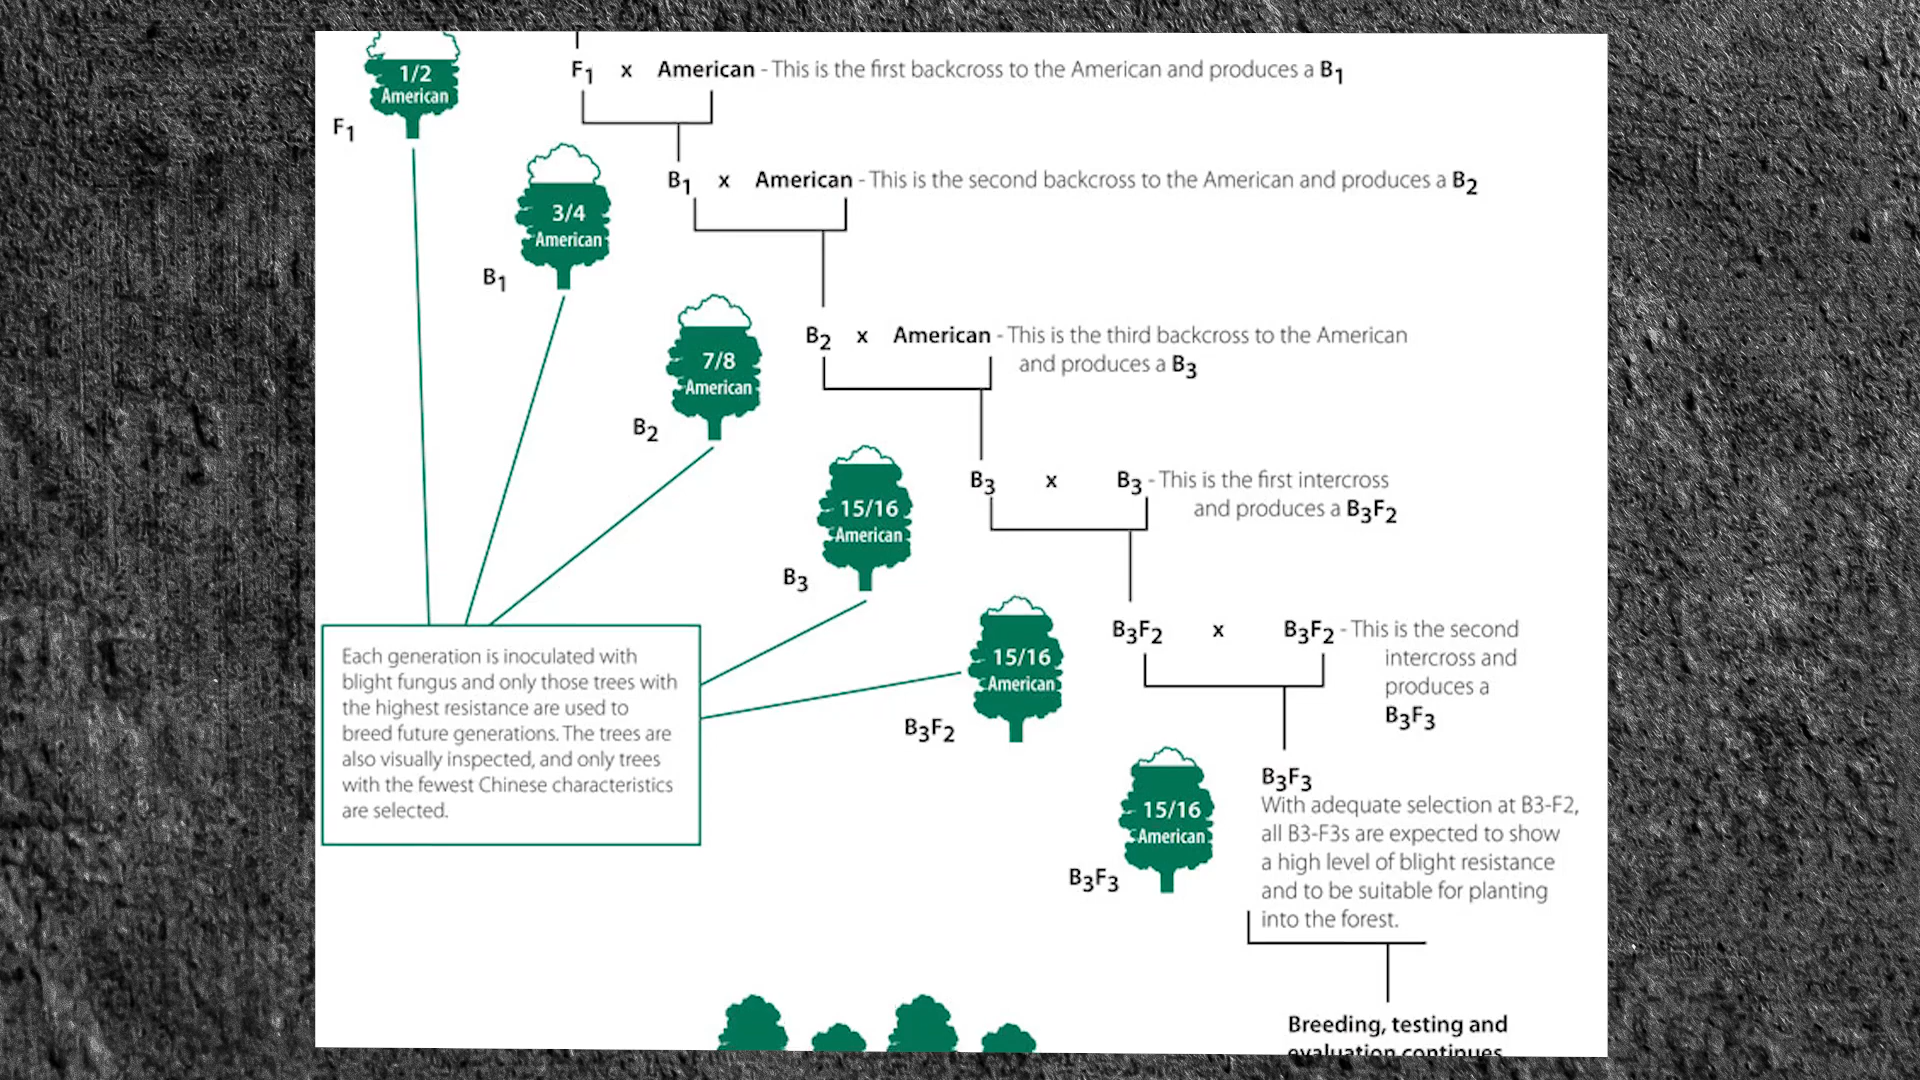 1/2
American
F1
F1 x American - This is the first backcross to the American and produces a B1
3/4
American
B1
B1 x American - This is the second backcross to the American and produces a B2
7/8
American
B2
B2 x American - This is the third backcross to the American
and produces a B3
15/16
American
B3
B3 x B3 - This is the first intercross
and produces a B3F2
15/16
American
B3F2
B3F2 x B3F2 - This is the second
intercross and
produces a
B3F3
Each generation is inoculated with
blight fungus and only those trees with
the highest resistance are used to
breed future generations. The trees are
also visually inspected, and only trees
with the fewest Chinese characteristics
are selected.
15/16
American
B3F3
B3F3
With adequate selection at B3-F2,
all B3-F3s are expected to show
a high level of blight resistance
and to be suitable for planting
into the forest.
Breeding, testing and
evaluation continues